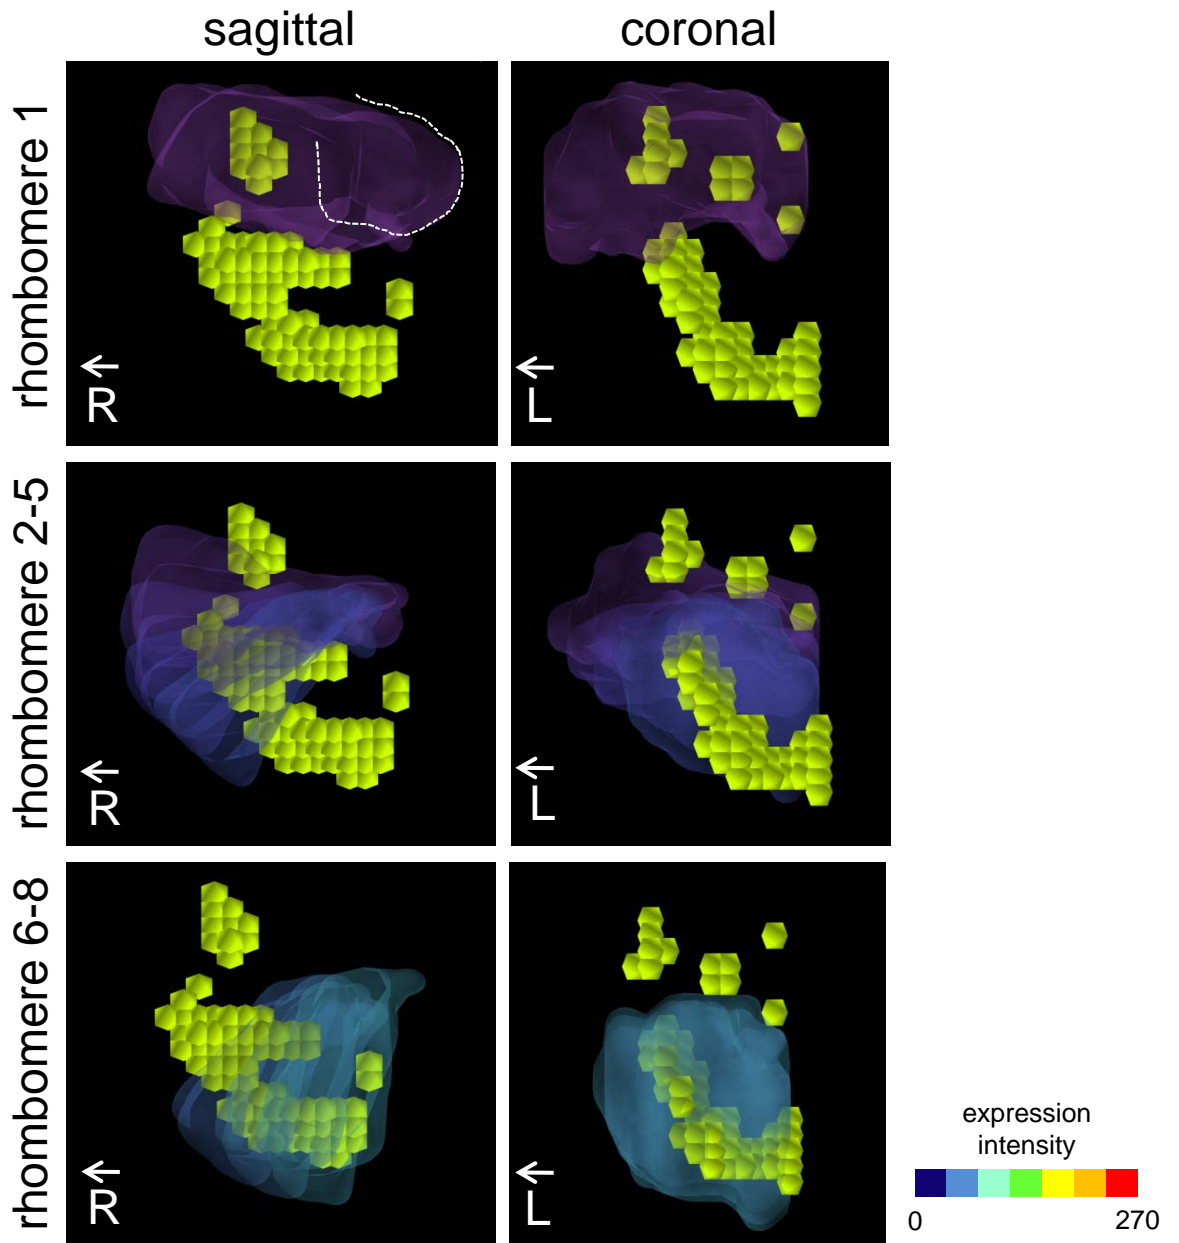 sagittal
coronal
rhombomere 1
R
L
rhombomere 2-5
R
L
rhombomere 6-8
R
L
expression
intensity
0
270